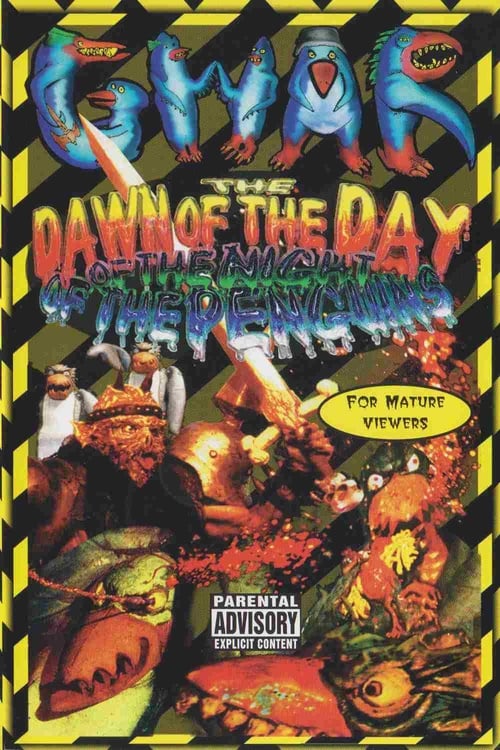 GWAR
THE
DAWN OF THE DAY
OF THE NIGHT
OF THE PENGUINS
FOR MATURE
VIEWERS
PARENTAL
ADVISORY
EXPLICIT CONTENT